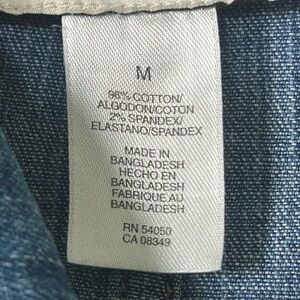 M
98% COTTON/
ALGODON/COTON
2% SPANDEX/
ELASTANO/SPANDEX
MADE IN
BANGLADESH
HECHO EN
BANGLADESH
FABRIQUE AU
BANGLADESH
RN 54050
CA 08349